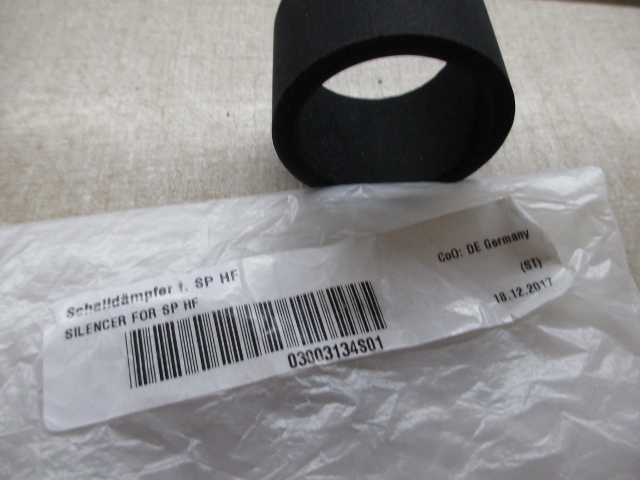 Schalldämpfer f. SP HF
SILENCER FOR SP HF
03003134S01
CoO: DE Germany
(ST)
18.12.2017